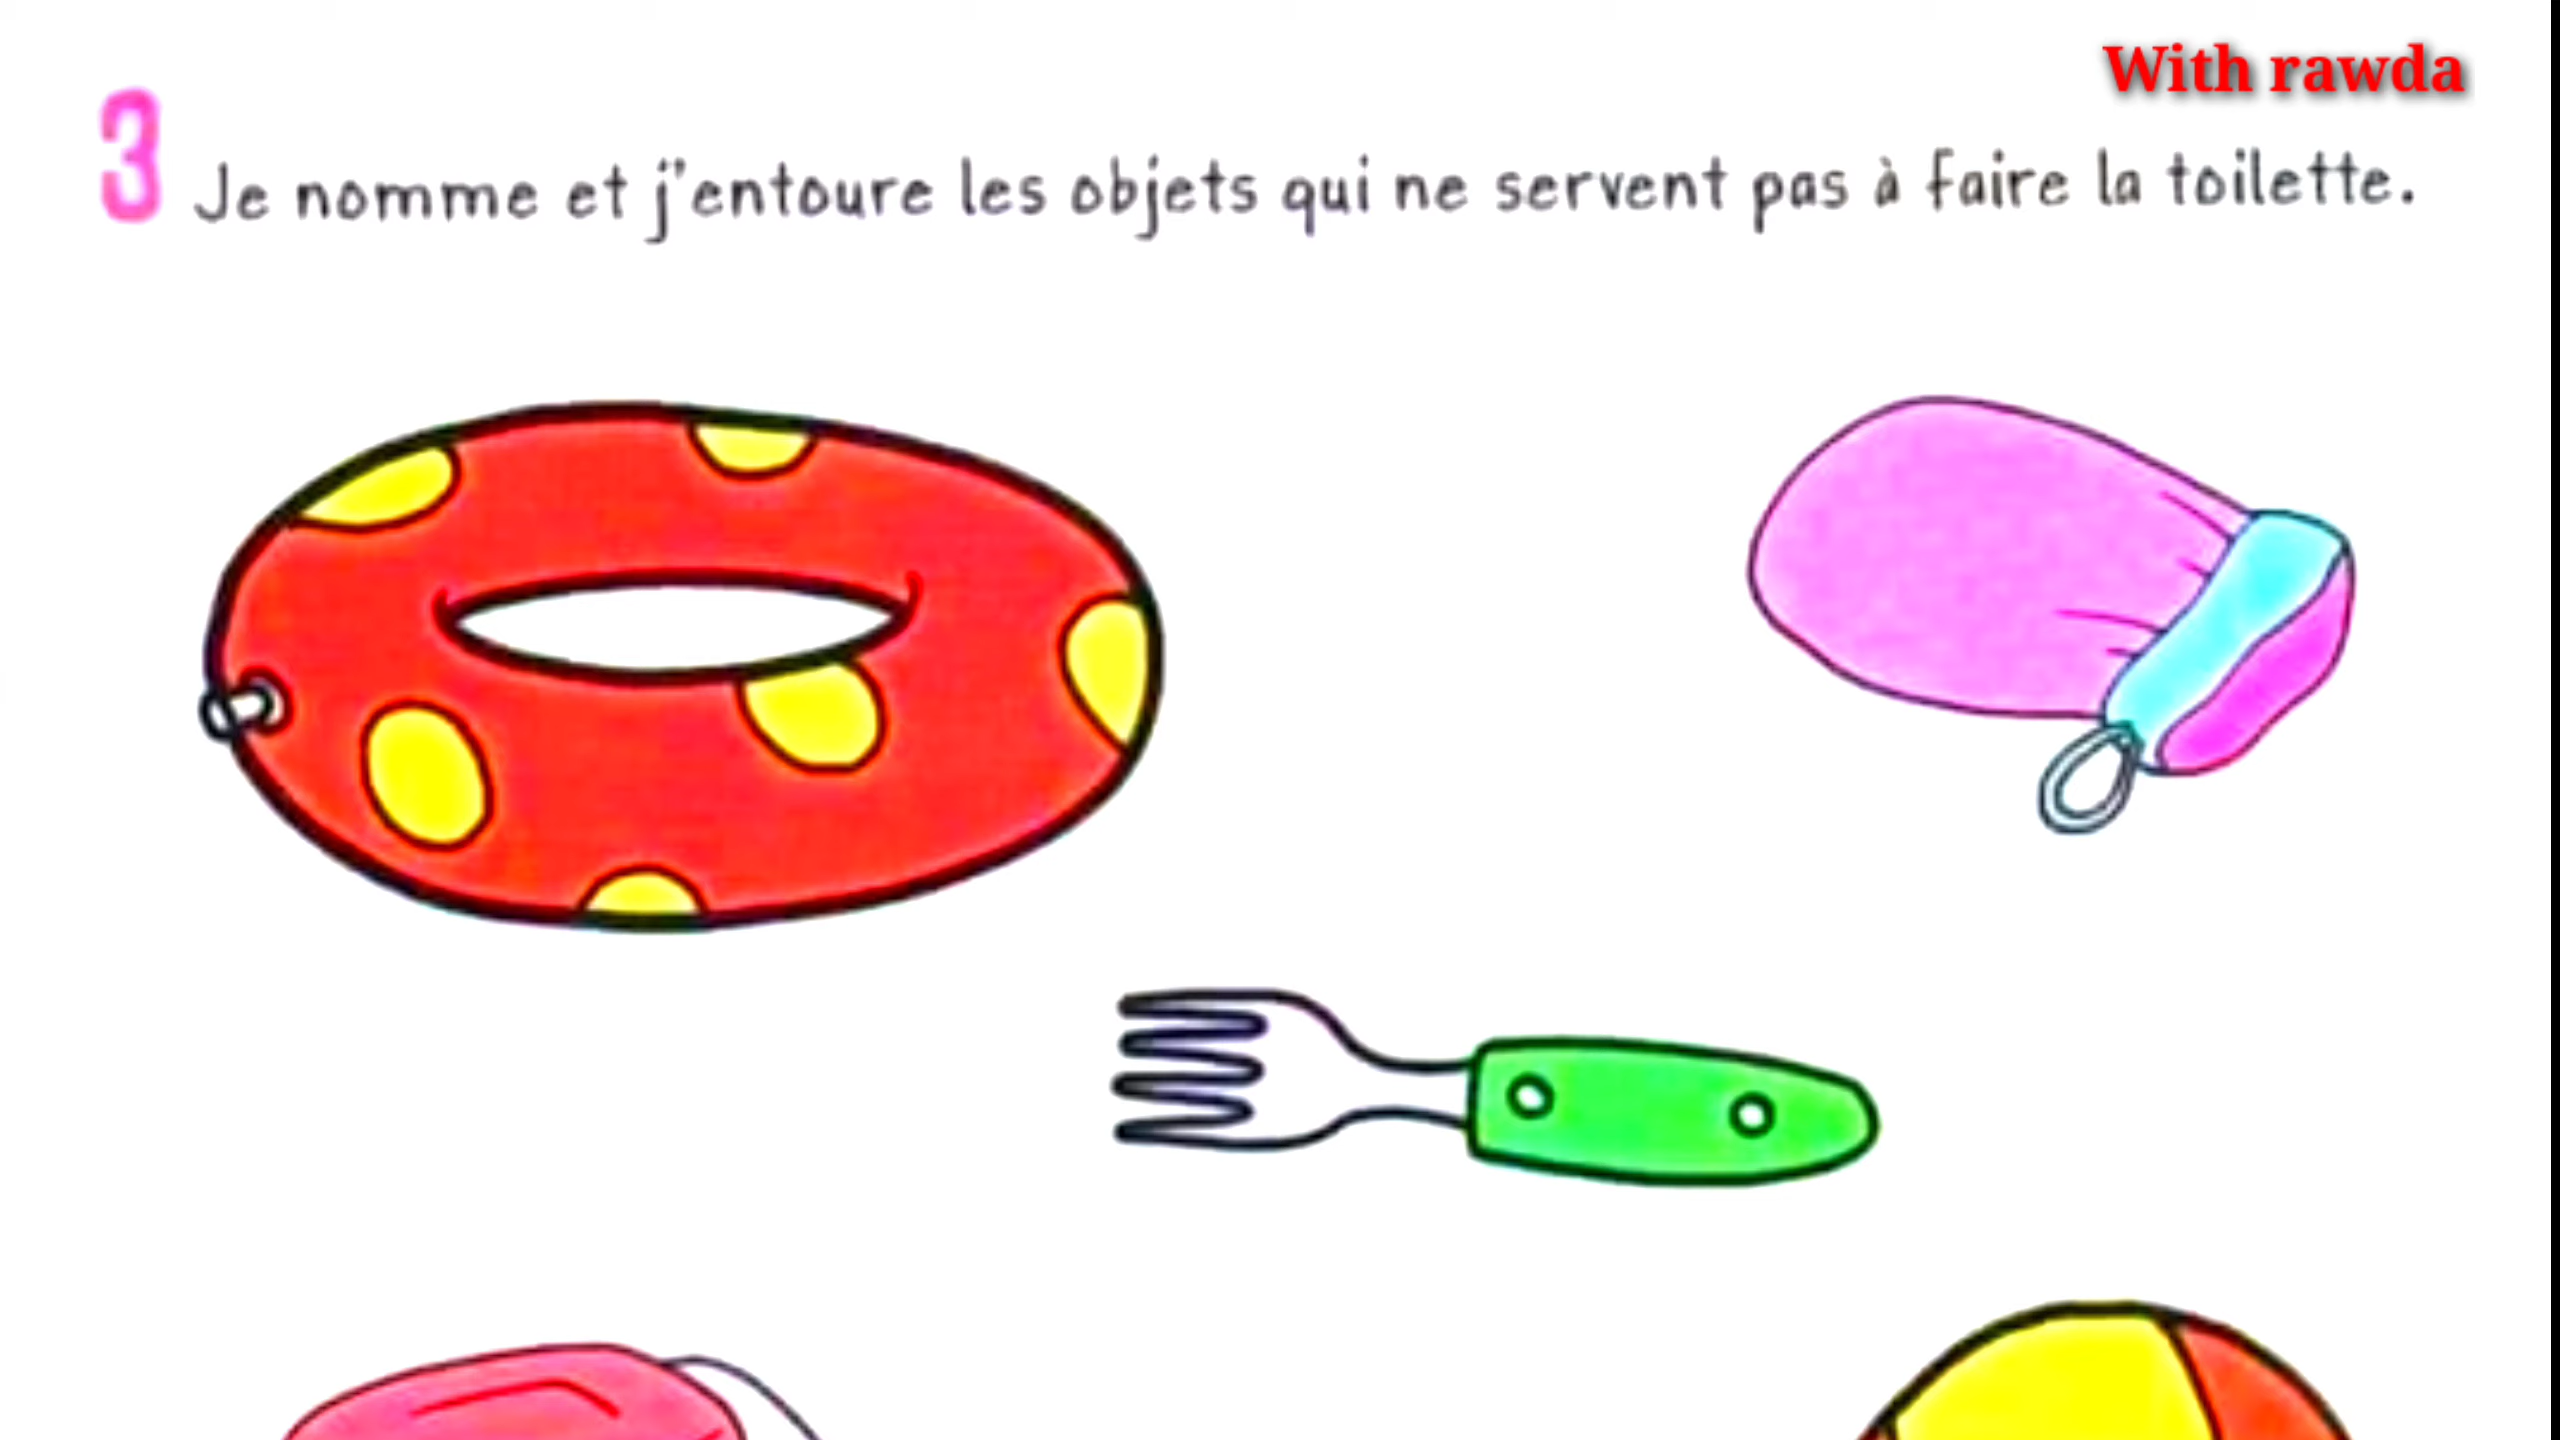 With rawda
3 Je nomme et j'entoure les objets qui ne servent pas à faire la toilette.